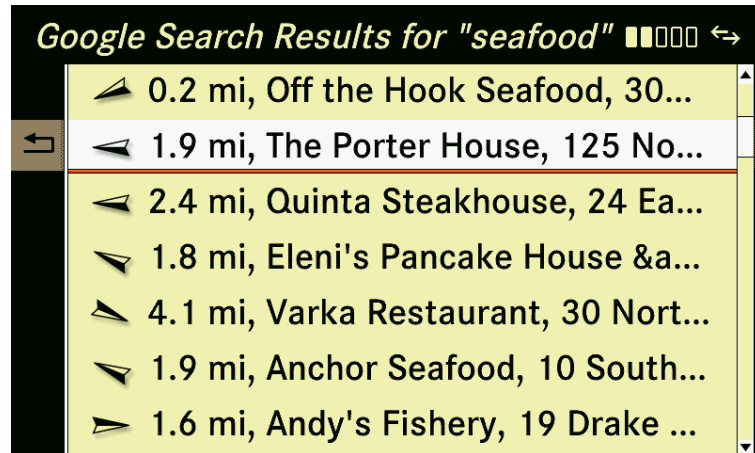 Google Search Results for "seafood"
0.2 mi, Off the Hook Seafood, 30...
1.9 mi, The Porter House, 125 No...
2.4 mi, Quinta Steakhouse, 24 Ea...
1.8 mi, Eleni's Pancake House &a...
4.1 mi, Varka Restaurant, 30 Nort...
1.9 mi, Anchor Seafood, 10 South...
1.6 mi, Andy's Fishery, 19 Drake ...